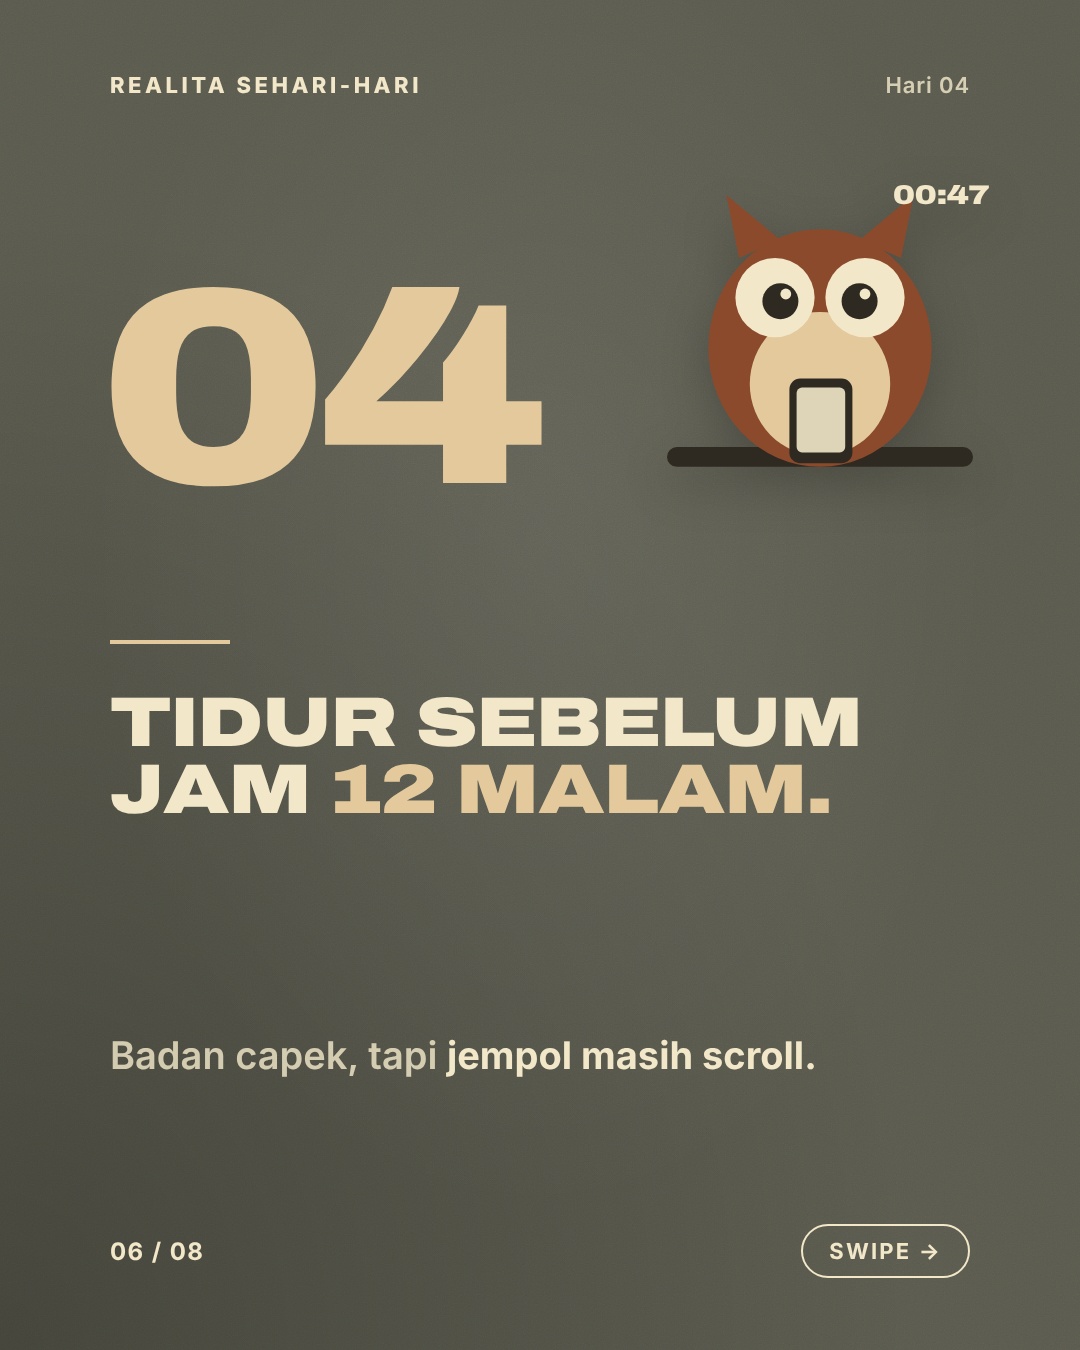 REALITA SEHARI-HARI
Hari 04
00:47
04
TIDUR SEBELUM
JAM 12 MALAM.
Badan capek, tapi jempol masih scroll.
06 / 08
SWIPE →